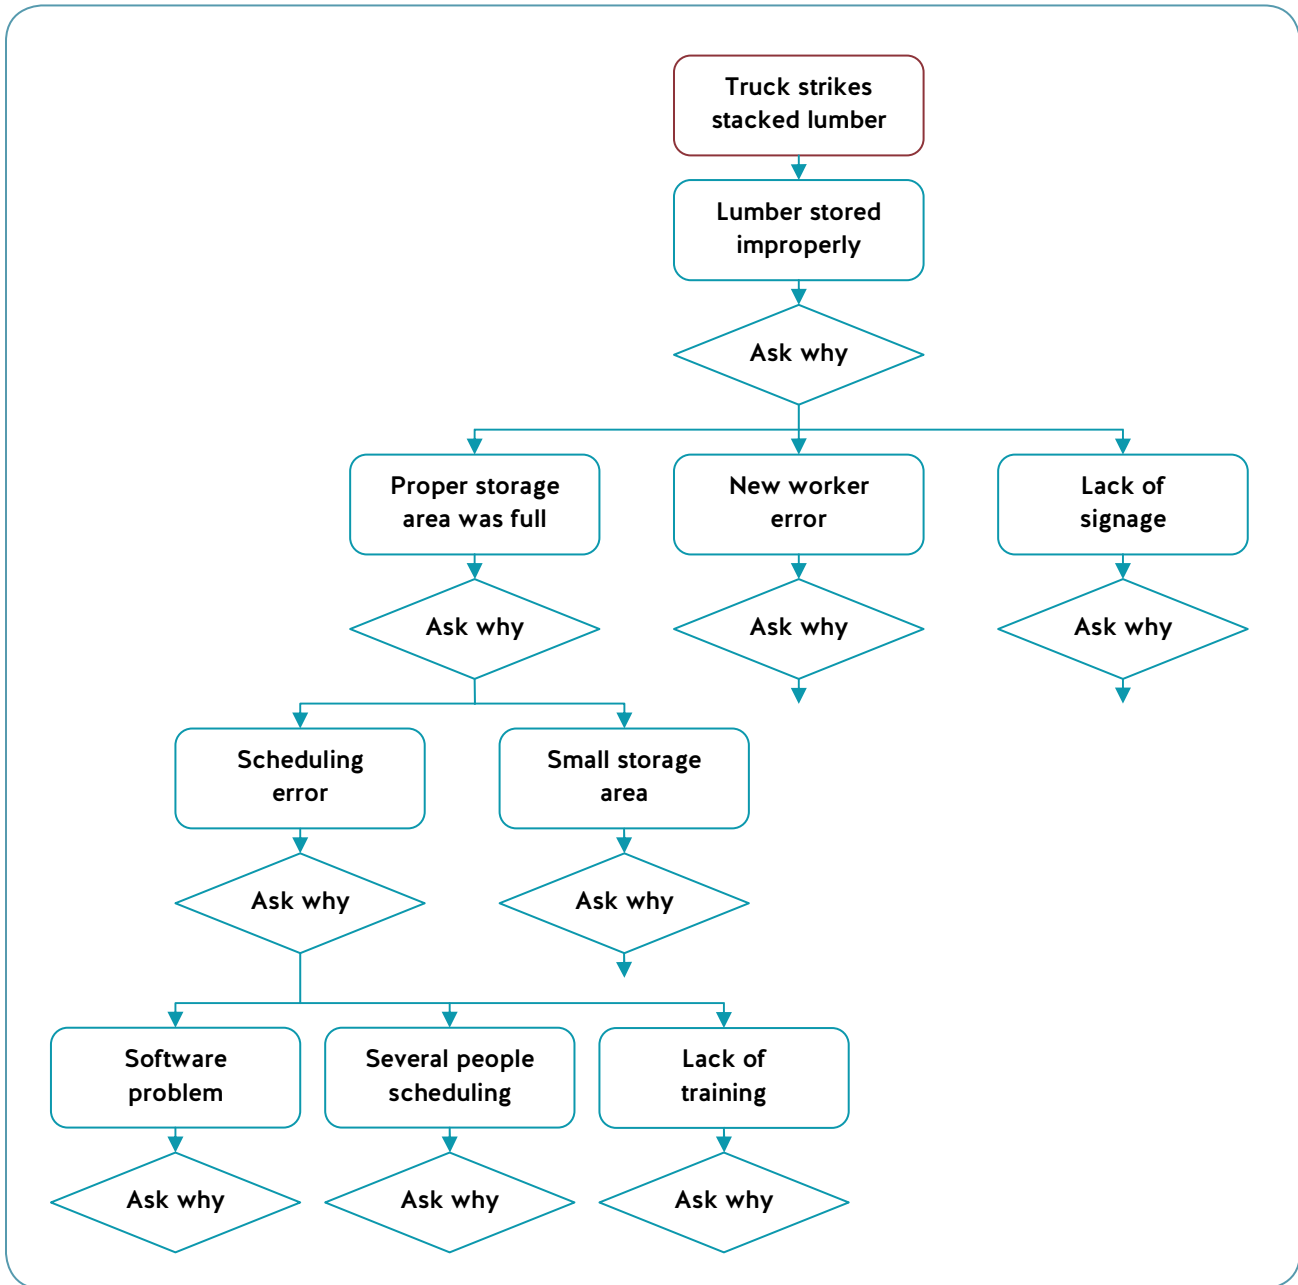 Truck strikes
stacked lumber
Lumber stored
improperly
Ask why
Proper storage
area was full
New worker
error
Lack of
signage
Ask why
Ask why
Ask why
Scheduling
error
Small storage
area
Ask why
Ask why
Software
problem
Several people
scheduling
Lack of
training
Ask why
Ask why
Ask why